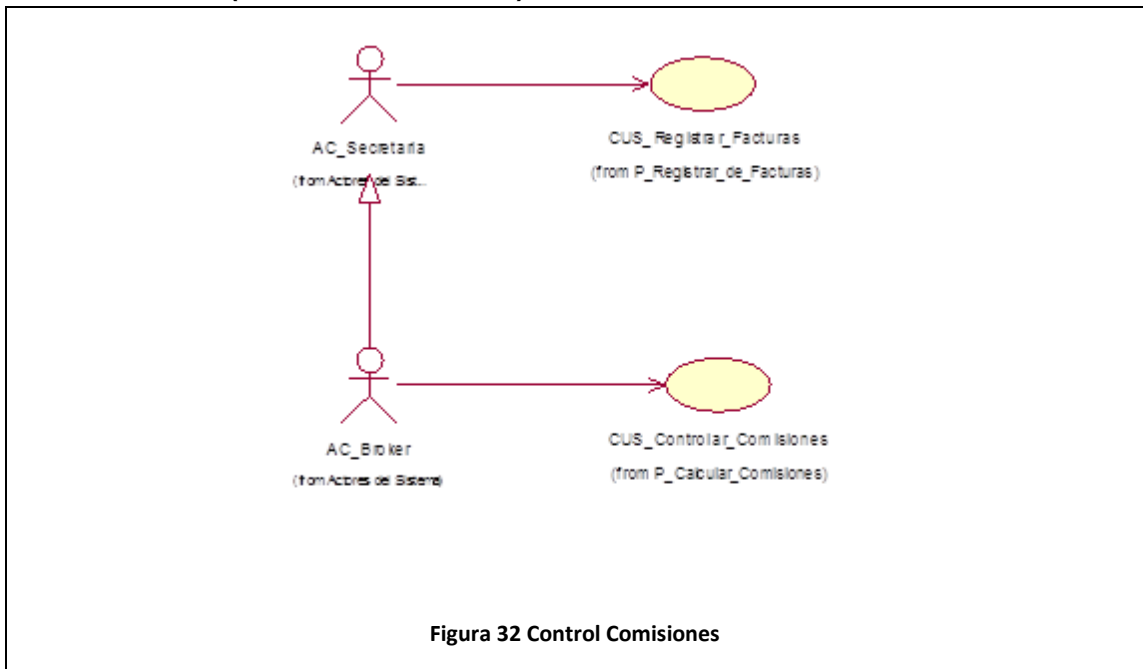 AC_Secretaria
(from Actores del Sist...
CUS_Registrar_Facturas
(from P_Registrar_de_Facturas)
AC_Broker
(from Actores del Sistema)
CUS_Controlar_Comisiones
(from P_Calcular_Comisiones)
Figura 32 Control Comisiones